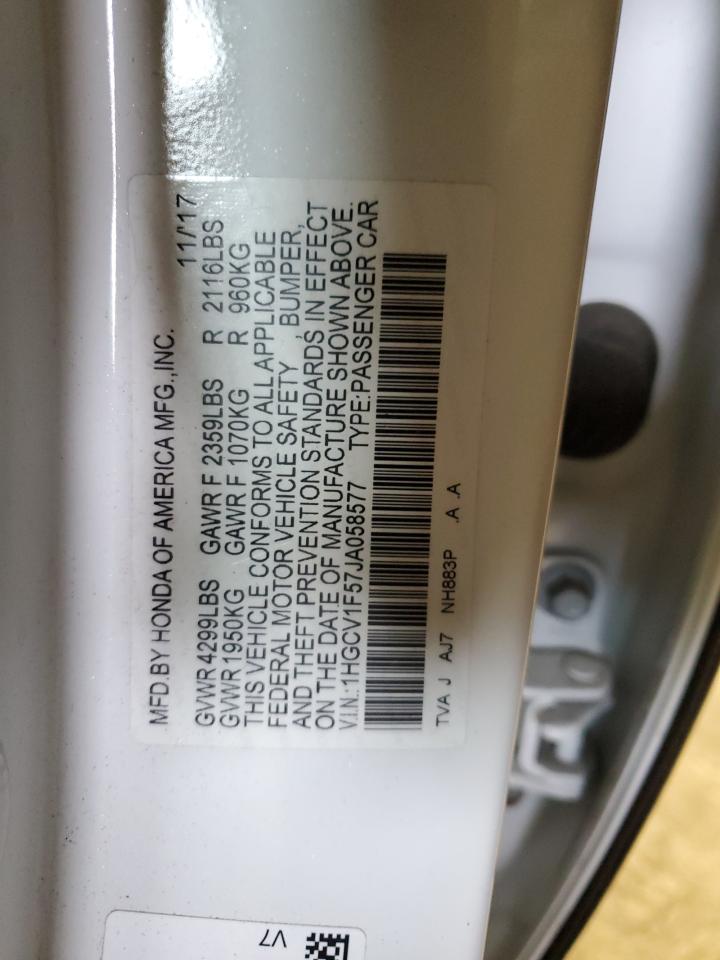 MFD.BY HONDA OF AMERICA MFG.,INC. 11/17
GVWR 4299LBS GAWR F 2359LBS R 2116LBS
GVWR 1950KG GAWR F 1070KG R 960KG
THIS VEHICLE CONFORMS TO ALL APPLICABLE
FEDERAL MOTOR VEHICLE SAFETY , BUMPER,
AND THEFT PREVENTION STANDARDS IN EFFECT
ON THE DATE OF MANUFACTURE SHOWN ABOVE.
V.I.N.:1HGCV1F57JA058577 TYPE:PASSENGER CAR
TVA J AJ7 NH883P .A .A
V7